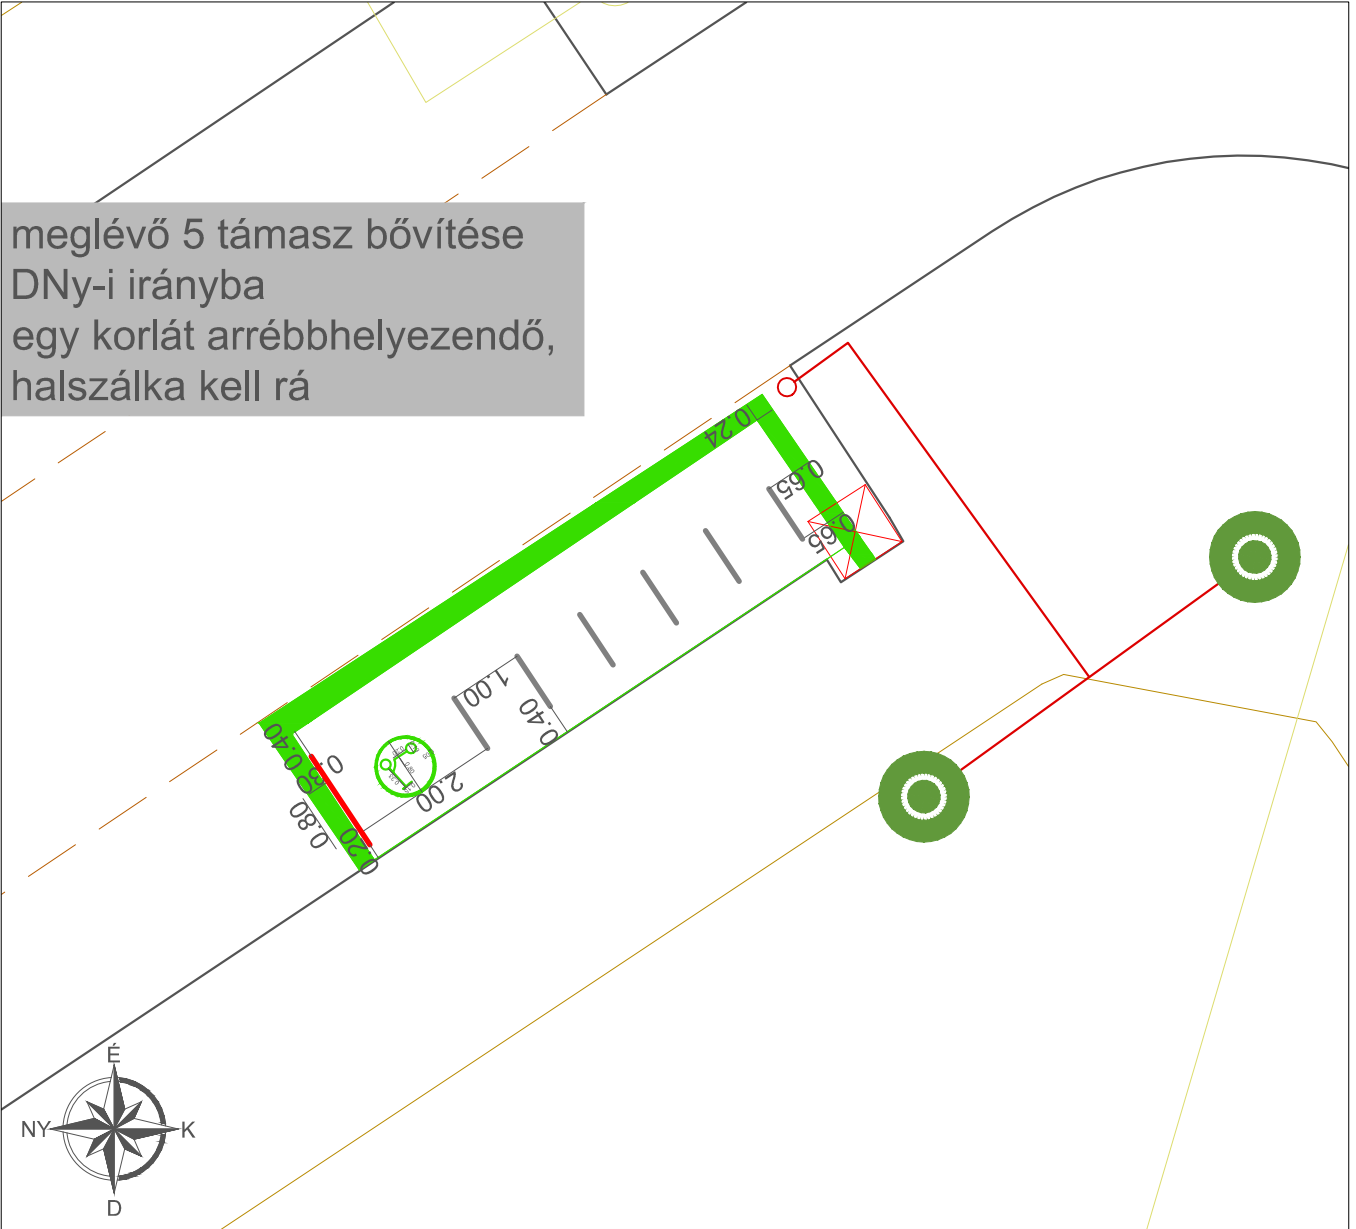 meglévő 5 támasz bővítése
DNy-i irányba
egy korlát arrébbhelyezendő,
halszálka kell rá
0.24
0.65
0.65
1.00
0.40
0.40
2.00
0.80
0.20
É
NY
K
D